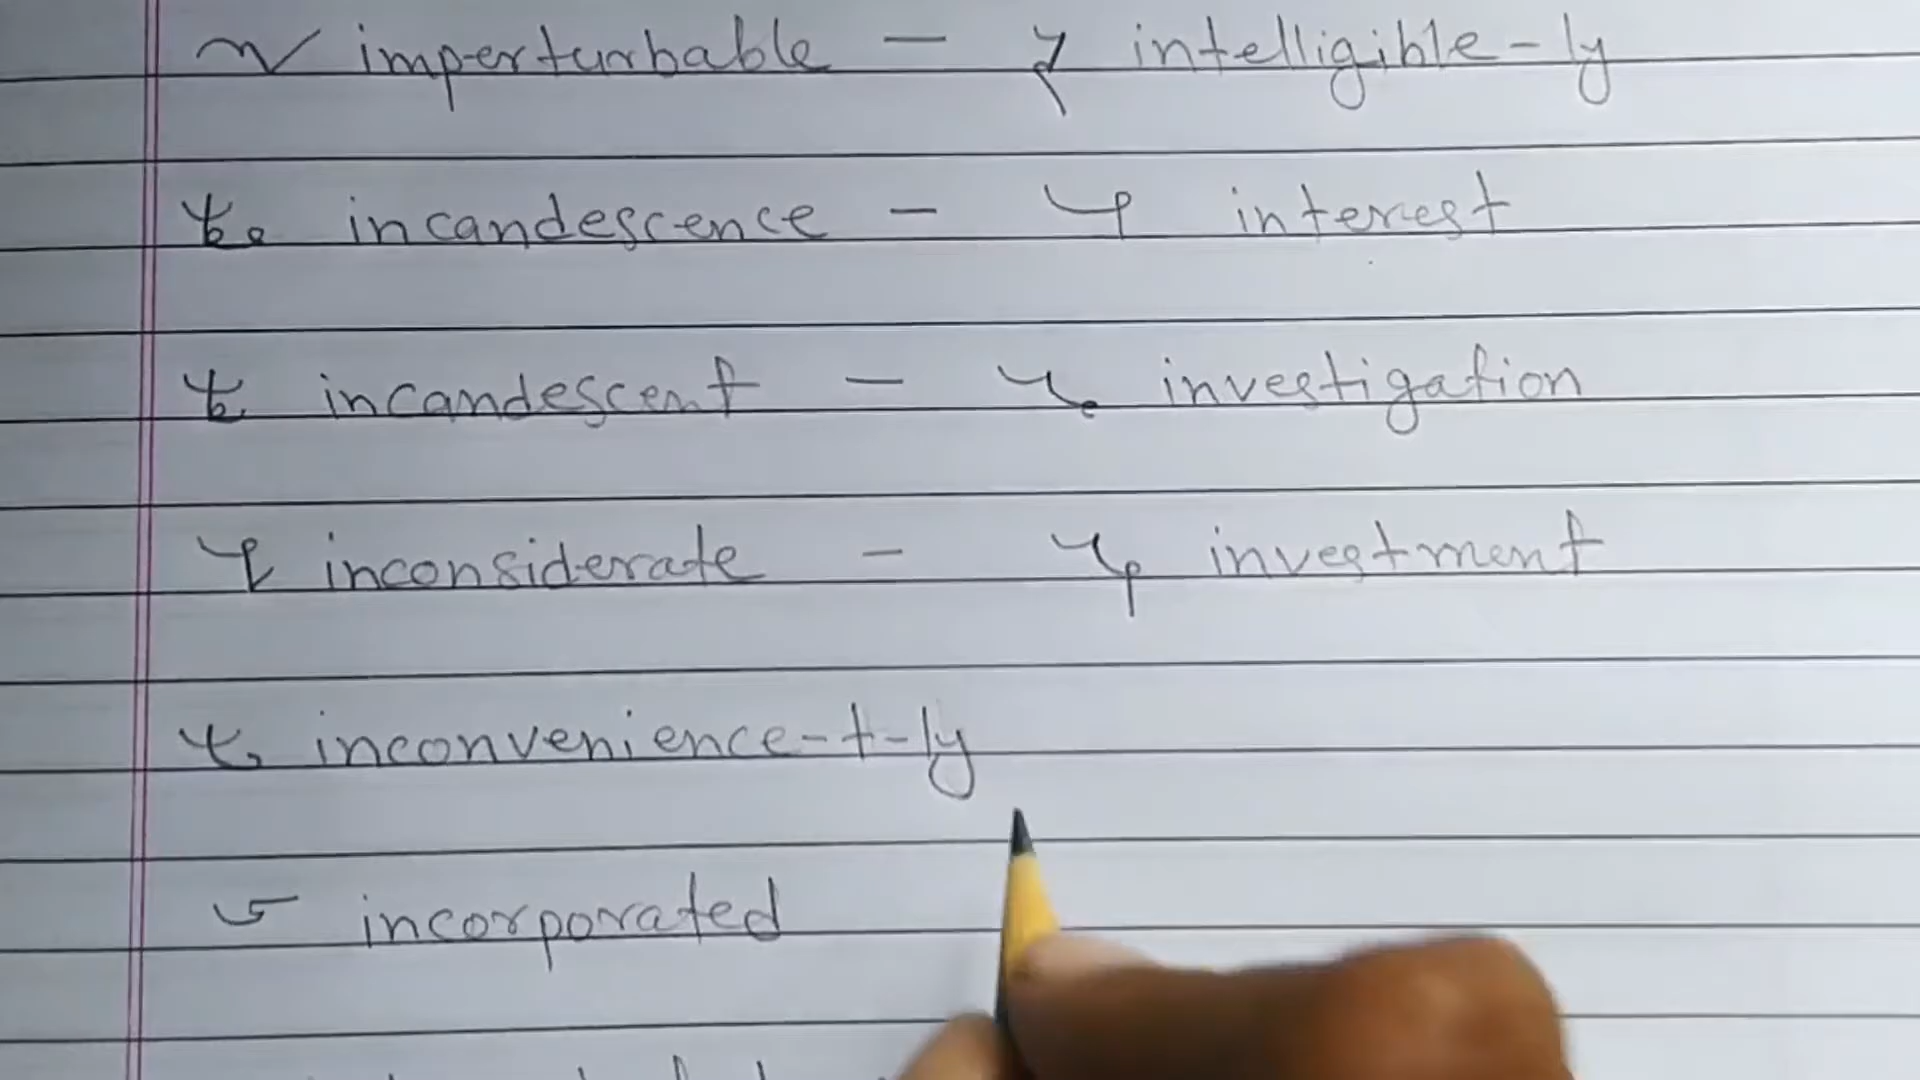 imperturbable - intelligible-ly
incandescence - interest
incandescent - investigation
inconsiderate - investment
inconvenience-t-ly
incorporated